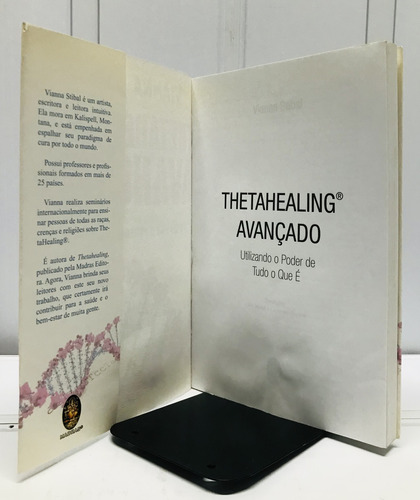 Vianna Stibal é um artista,
escritora e leitora intuitiva.
Ela mora em Kalispell, Mon-
tana, e está empenhada em
espalhar seu paradigma de
cura por todo o mundo.
Possui professores e profis-
sionais formados em mais de
25 países.
Vianna realiza seminários
internacionalmente para ensi-
nar pessoas de todas as raças,
crenças e religiões sobre The-
taHealing®.
É autora de Thetahealing,
publicado pela Madras Edito-
ra. Agora, Vianna brinda seus
leitores com este seu novo
trabalho, que certamente irá
contribuir para a saúde e o
bem-estar de muita gente.
MADRAS®
Vianna Stibal
THETAHEALING®
AVANÇADO
Utilizando o Poder de
Tudo o Que É